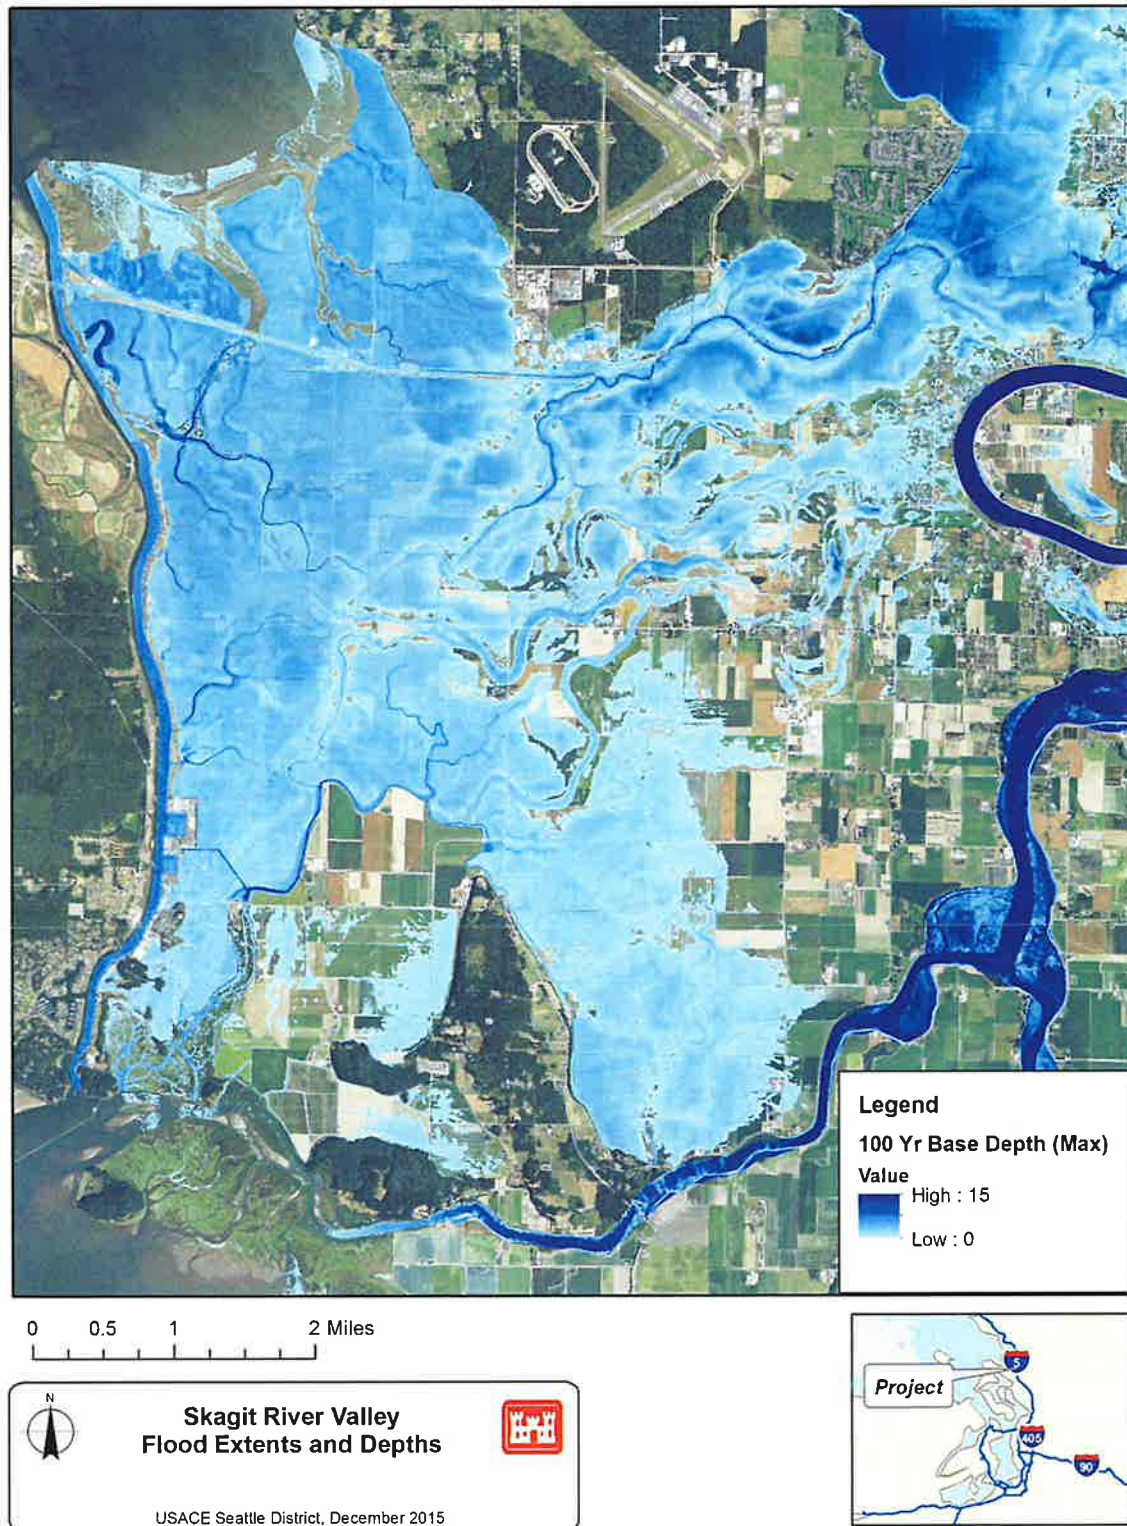 Legend
100 Yr Base Depth (Max)
Value
High : 15
Low : 0
0 0.5 1 2 Miles
N
Skagit River Valley
Flood Extents and Depths
USACE Seattle District, December 2015
Project
5
405
90